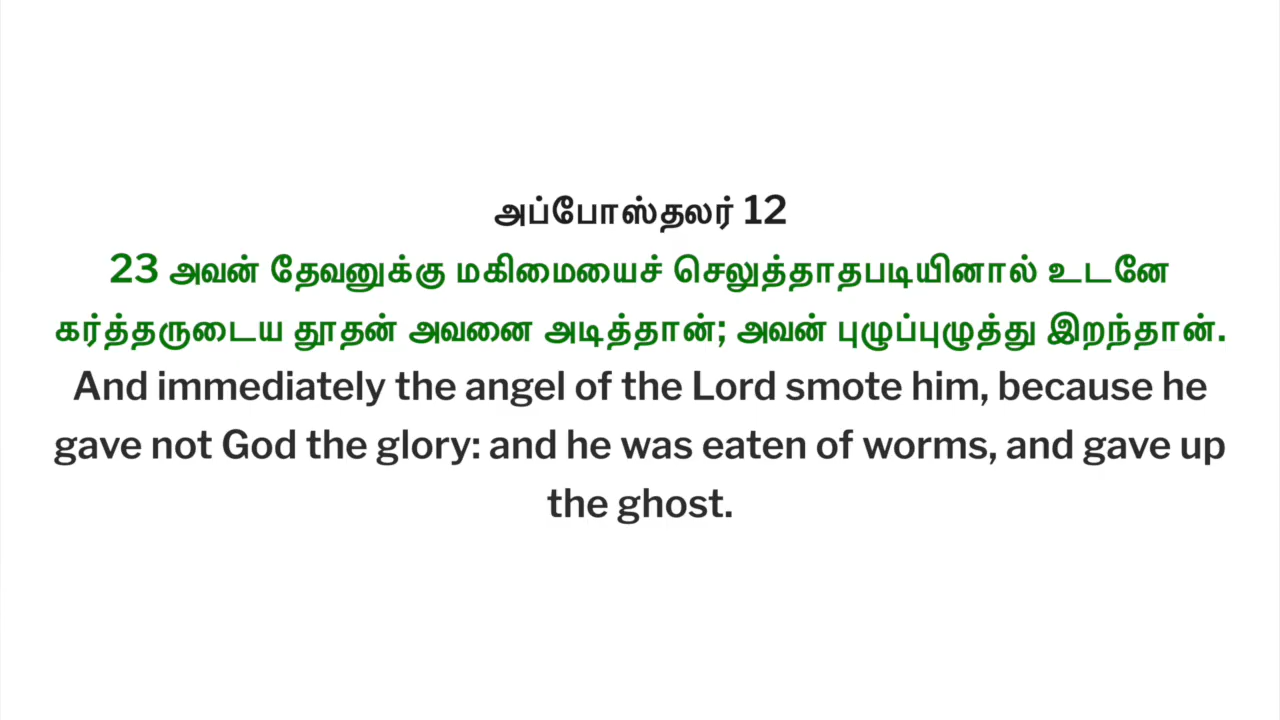 அப்போஸ்தலர் 12
23 அவன் தேவனுக்கு மகிமையைச் செலுத்தாதபடியினால் உடனே
கர்த்தருடைய தூதன் அவனை அடித்தான்; அவன் புழுப்புழுத்து இறந்தான்.
And immediately the angel of the Lord smote him, because he
gave not God the glory: and he was eaten of worms, and gave up
the ghost.